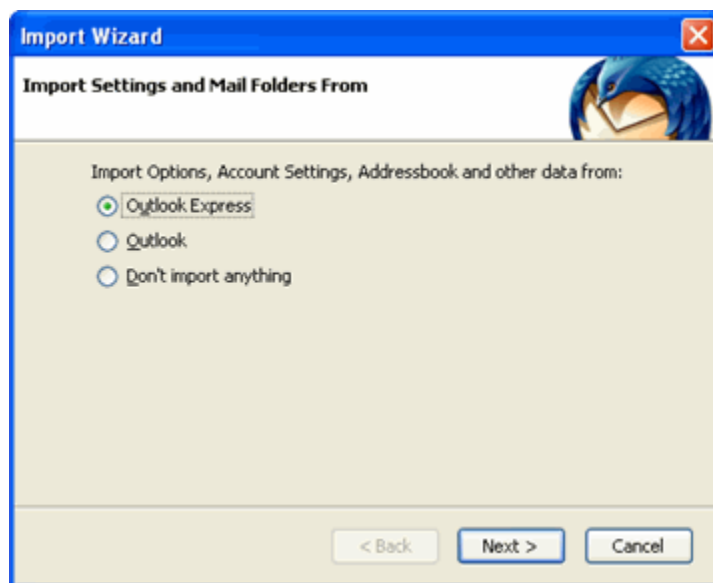 Import Wizard
Import Settings and Mail Folders From
Import Options, Account Settings, Addressbook and other data from:
Outlook Express
Outlook
Don't import anything
< Back Next > Cancel